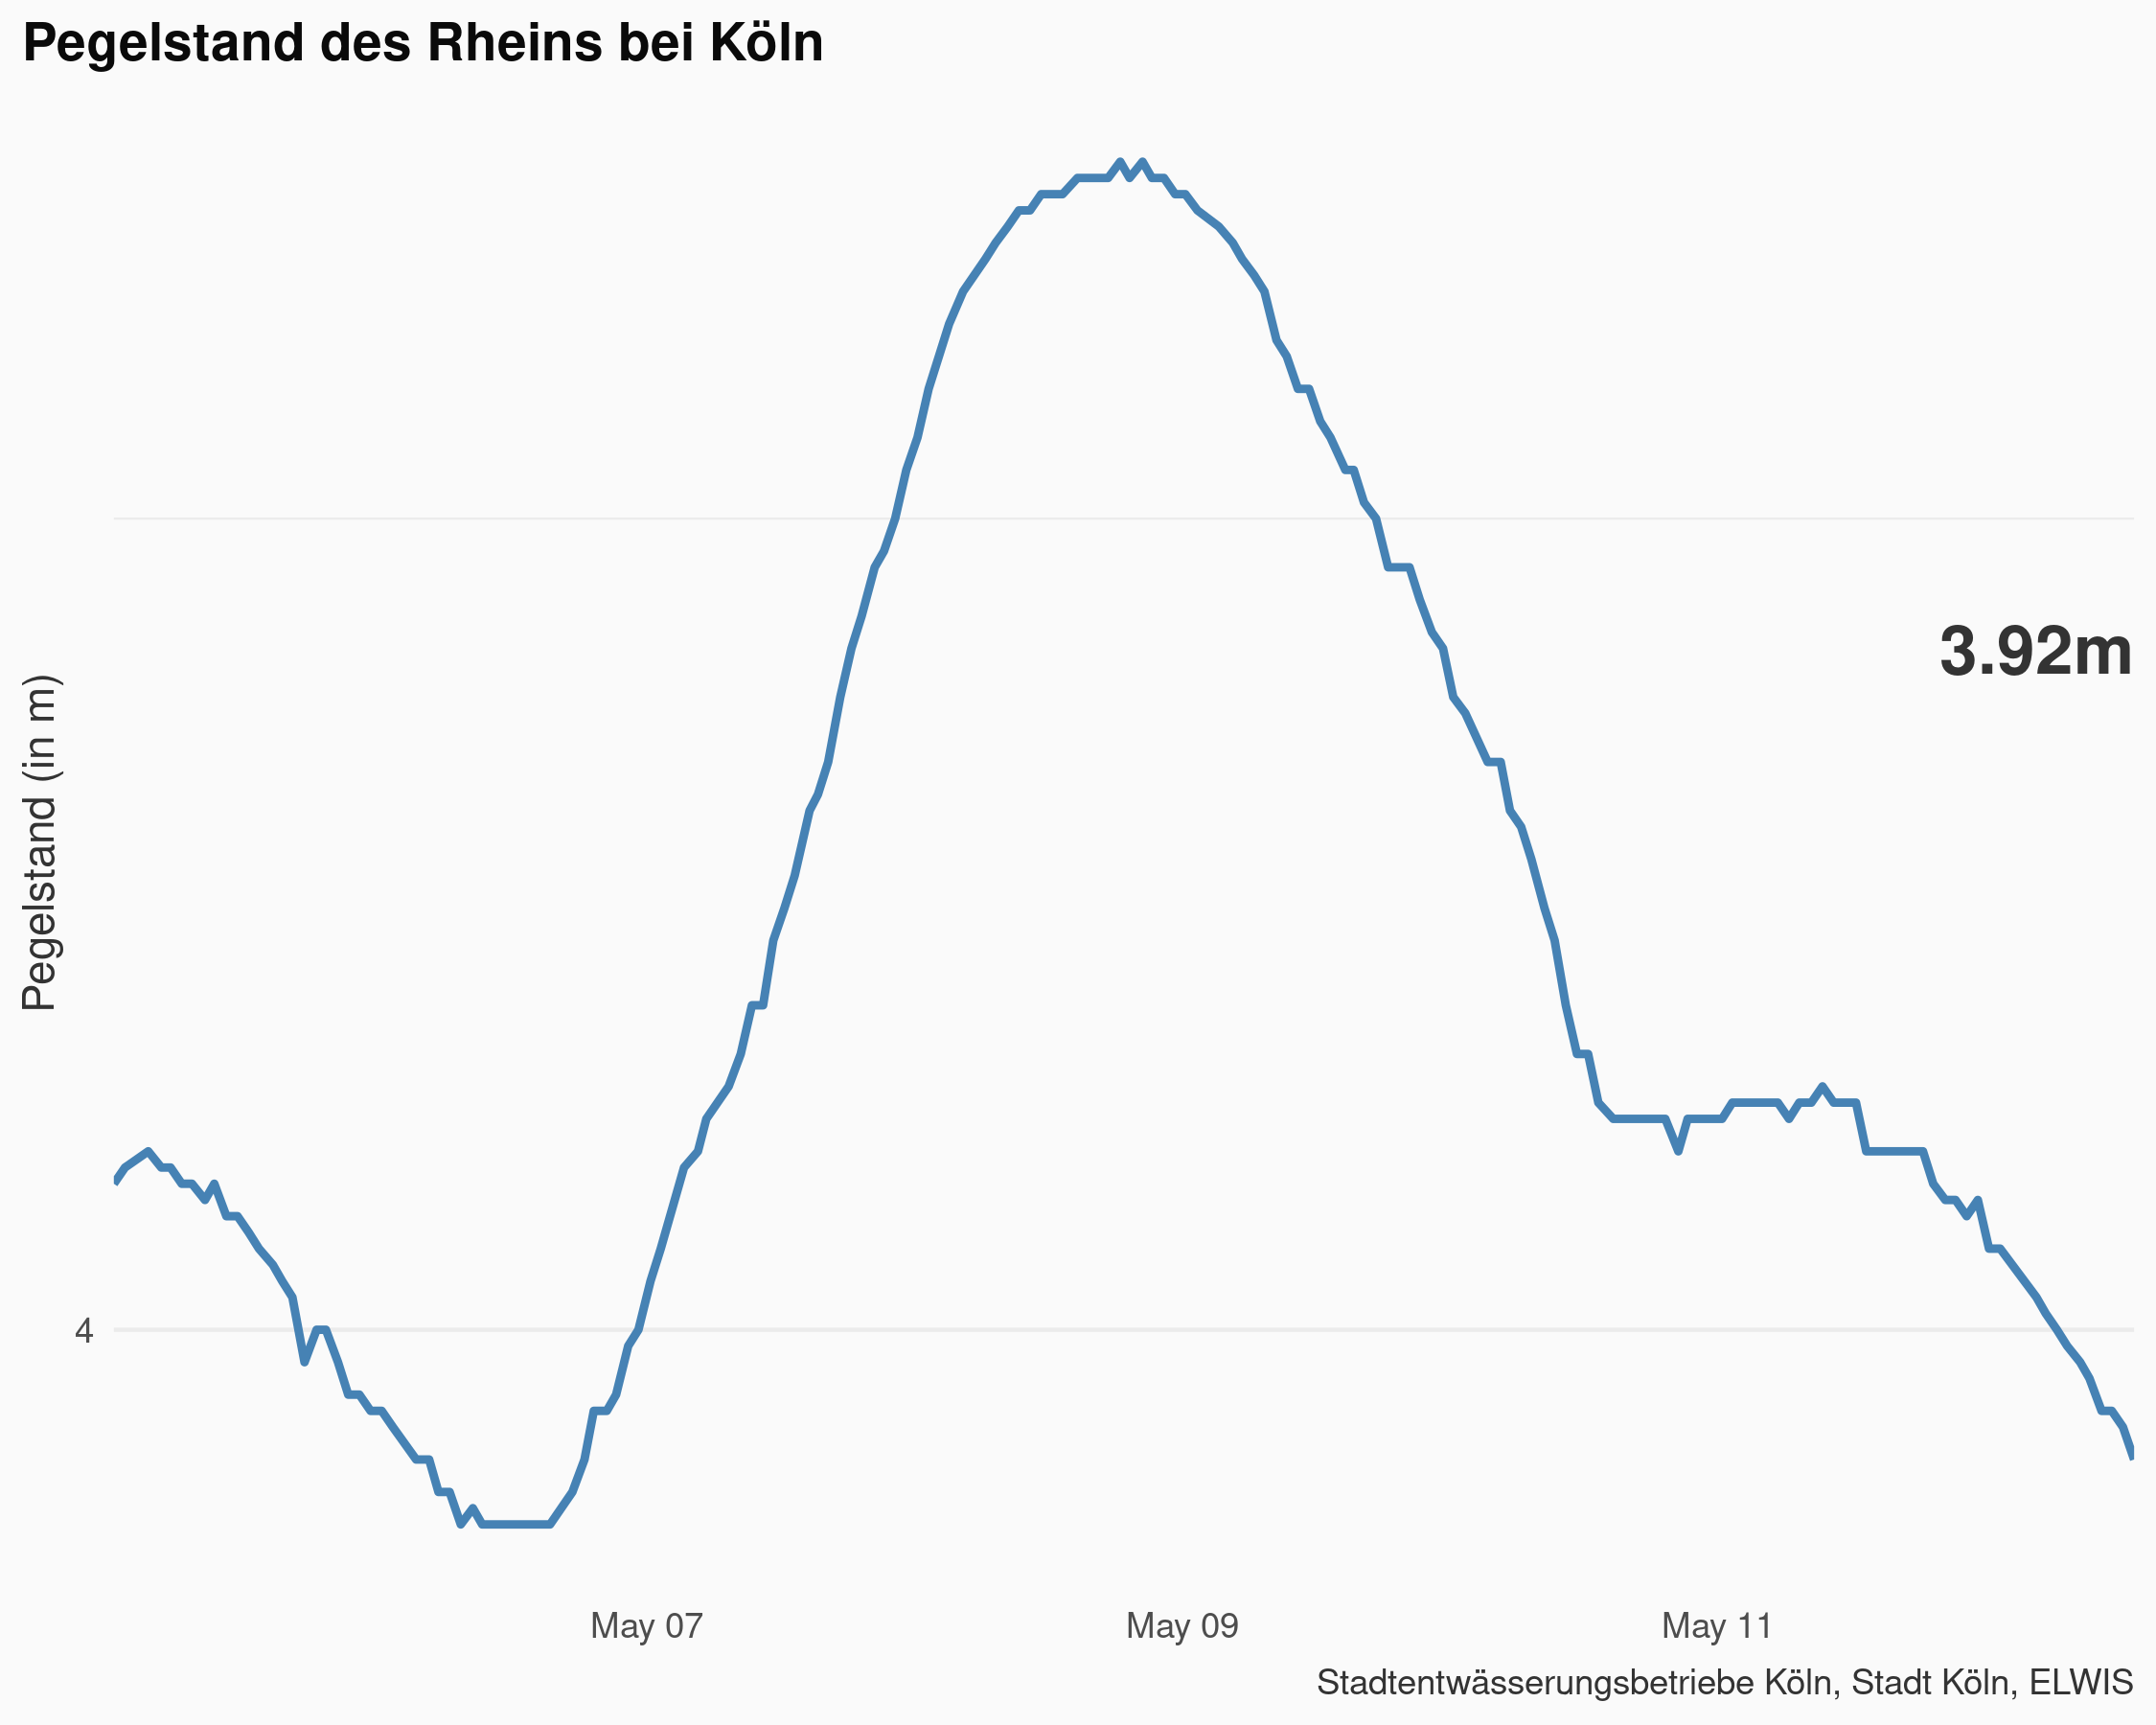 Pegelstand des Rheins bei Köln
Pegelstand (in m)
3.92m
4
May 07
May 09
May 11
Stadtentwässerungsbetriebe Köln, Stadt Köln, ELWIS